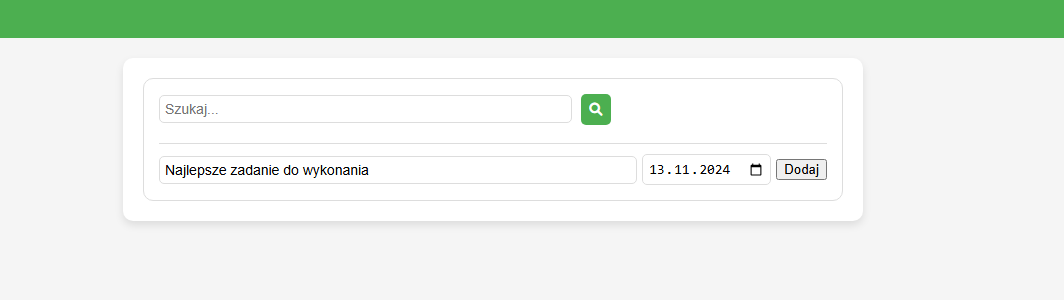 Szukaj...
Najlepsze zadanie do wykonania 13.11.2024 Dodaj